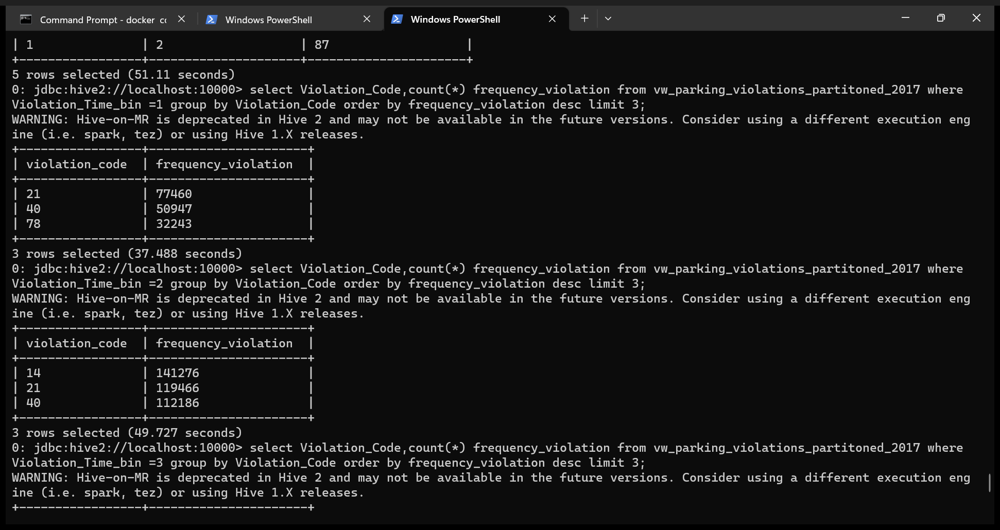 Command Prompt - docker cc
Windows PowerShell
Windows PowerShell
| 1 | 2 | 87 |
+-----------------+---------------------+----------------------+
5 rows selected (51.11 seconds)
0: jdbc:hive2://localhost:10000> select Violation_Code,count(*) frequency_violation from vw_parking_violations_partitoned_2017 where
Violation_Time_bin =1 group by Violation_Code order by frequency_violation desc limit 3;
WARNING: Hive-on-MR is deprecated in Hive 2 and may not be available in the future versions. Consider using a different execution eng
ine (i.e. spark, tez) or using Hive 1.X releases.
+-----------------+----------------------+
| violation_code | frequency_violation |
+-----------------+----------------------+
| 21 | 77460 |
| 40 | 50947 |
| 78 | 32243 |
+-----------------+----------------------+
3 rows selected (37.488 seconds)
0: jdbc:hive2://localhost:10000> select Violation_Code,count(*) frequency_violation from vw_parking_violations_partitoned_2017 where
Violation_Time_bin =2 group by Violation_Code order by frequency_violation desc limit 3;
WARNING: Hive-on-MR is deprecated in Hive 2 and may not be available in the future versions. Consider using a different execution eng
ine (i.e. spark, tez) or using Hive 1.X releases.
+-----------------+----------------------+
| violation_code | frequency_violation |
+-----------------+----------------------+
| 14 | 141276 |
| 21 | 119466 |
| 40 | 112186 |
+-----------------+----------------------+
3 rows selected (49.727 seconds)
0: jdbc:hive2://localhost:10000> select Violation_Code,count(*) frequency_violation from vw_parking_violations_partitoned_2017 where
Violation_Time_bin =3 group by Violation_Code order by frequency_violation desc limit 3;
WARNING: Hive-on-MR is deprecated in Hive 2 and may not be available in the future versions. Consider using a different execution eng
ine (i.e. spark, tez) or using Hive 1.X releases.
+-----------------+----------------------+